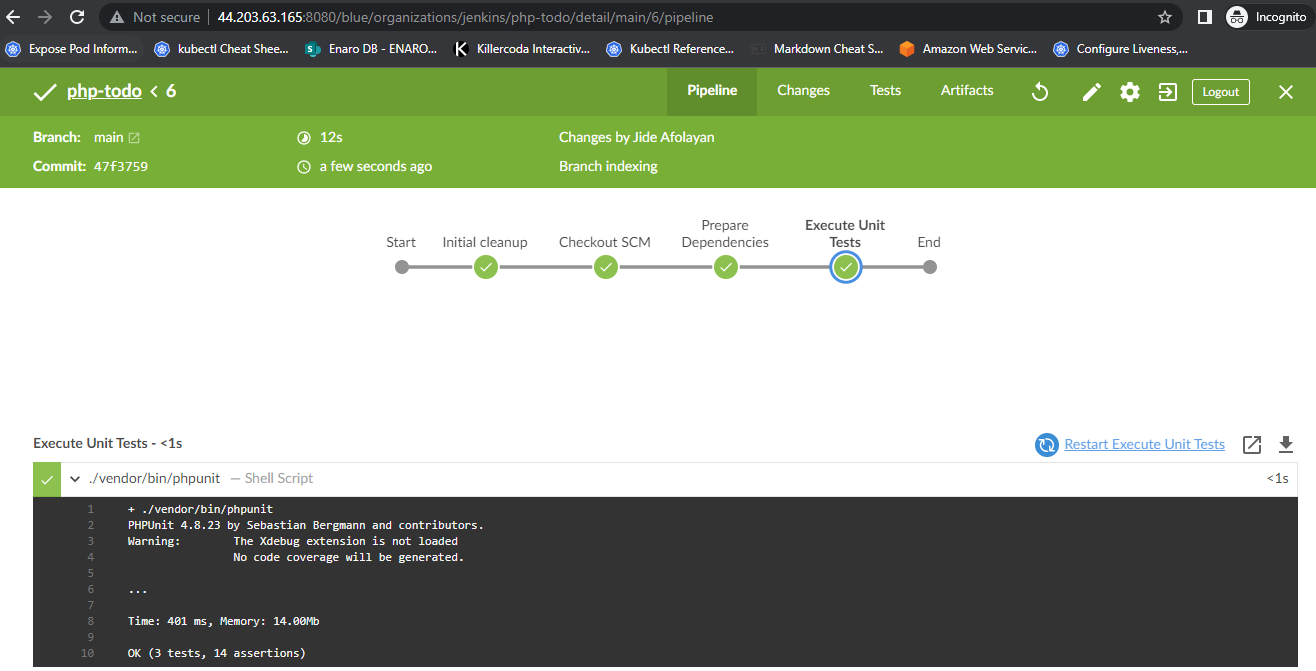 Not secure | 44.203.63.165:8080/blue/organizations/jenkins/php-todo/detail/main/6/pipeline Incognito
Expose Pod Inform... kubectl Cheat Shee... Enaro DB - ENARO... Killercoda Interactiv... Kubectl Reference... Markdown Cheat S... Amazon Web Servic... Configure Liveness,...
php-todo < 6 Pipeline Changes Tests Artifacts Logout
Branch: main 12s Changes by Jide Afolayan
Commit: 47f3759 a few seconds ago Branch indexing
Start Initial cleanup Checkout SCM Prepare Dependencies Execute Unit Tests End
Execute Unit Tests - <1s Restart Execute Unit Tests
./vendor/bin/phpunit — Shell Script <1s
1 + ./vendor/bin/phpunit
2 PHPUnit 4.8.23 by Sebastian Bergmann and contributors.
3 Warning: The Xdebug extension is not loaded
4 No code coverage will be generated.
5
6 ...
7
8 Time: 401 ms, Memory: 14.00Mb
9
10 OK (3 tests, 14 assertions)